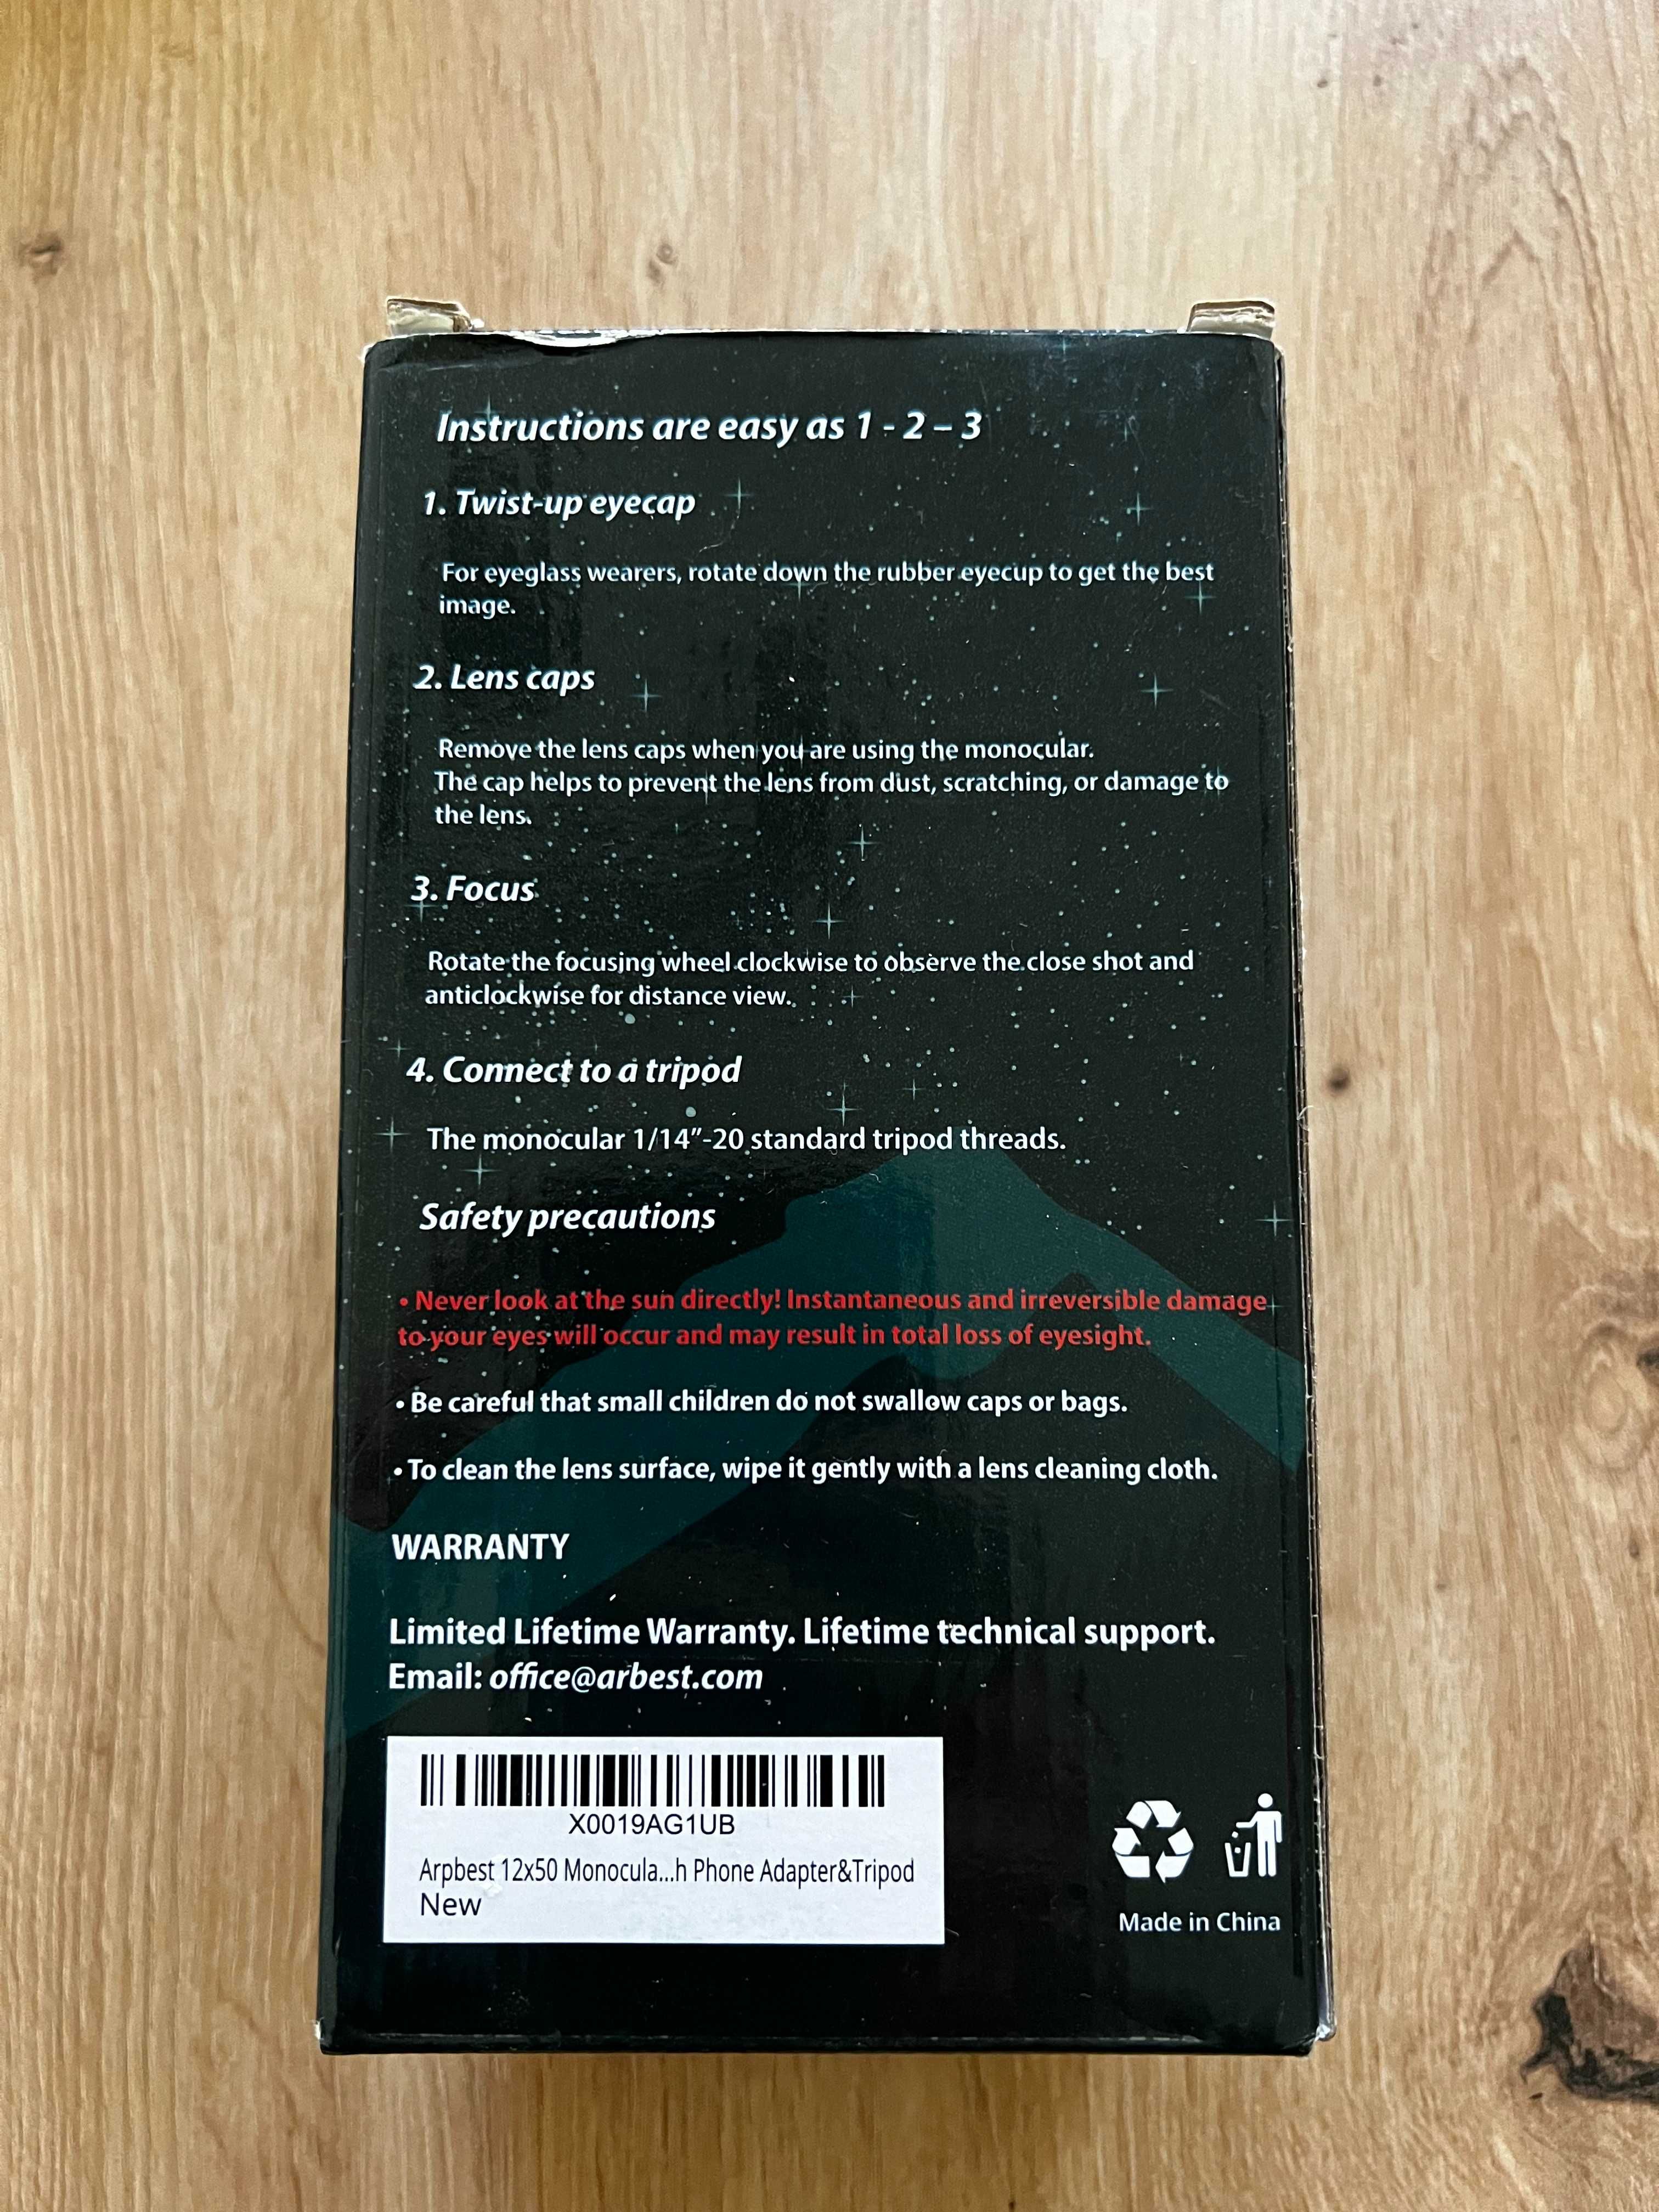 Instructions are easy as 1 - 2 – 3
1. Twist-up eyecap
For eyeglass wearers, rotate down the rubber eyecup to get the best
image.
2. Lens caps
Remove the lens caps when you are using the monocular.
The cap helps to prevent the lens from dust, scratching, or damage to
the lens.
3. Focus
Rotate the focusing wheel clockwise to observe the close shot and
anticlockwise for distance view.
4. Connect to a tripod
The monocular 1/14”-20 standard tripod threads.
Safety precautions
• Never look at the sun directly! Instantaneous and irreversible damage
to your eyes will occur and may result in total loss of eyesight.
• Be careful that small children do not swallow caps or bags.
• To clean the lens surface, wipe it gently with a lens cleaning cloth.
WARRANTY
Limited Lifetime Warranty. Lifetime technical support.
Email: office@arbest.com
X0019AG1UB
Arpbest 12x50 Monocula...h Phone Adapter&Tripod
New
Made in China